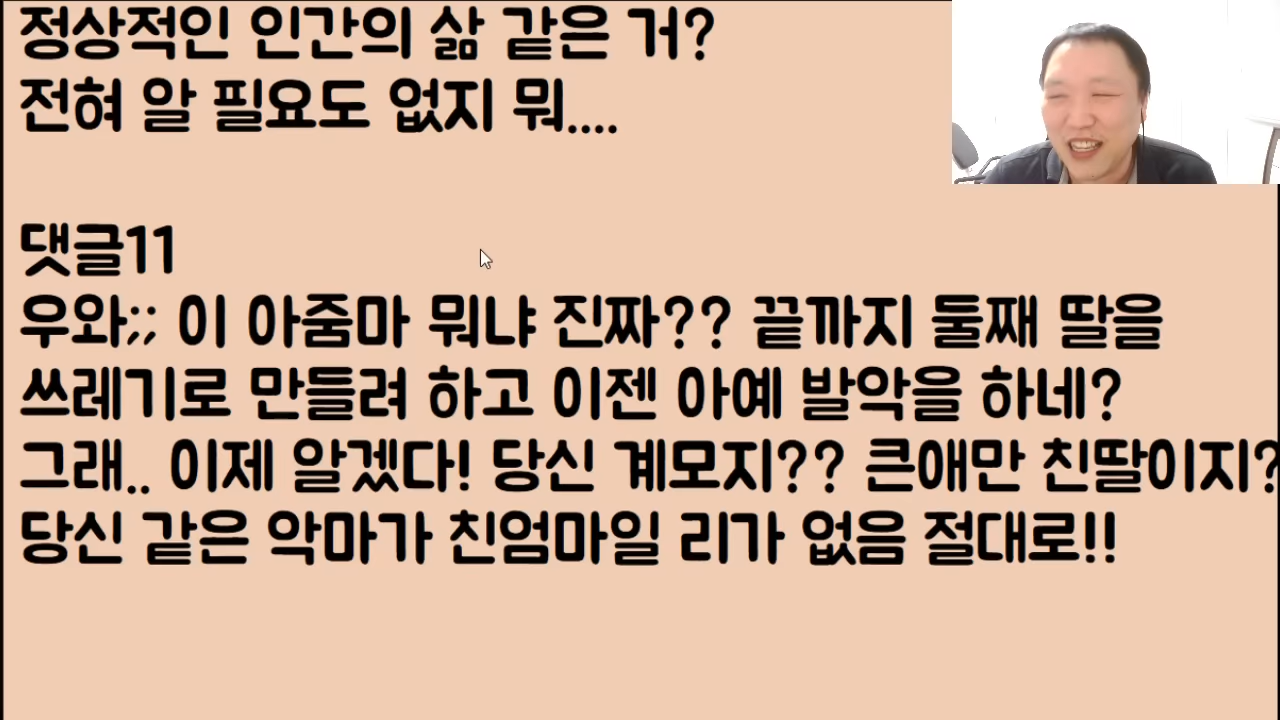 정상적인 인간의 삶 같은 거?
전혀 알 필요도 없지 뭐....
댓글11
우와;; 이 아줌마 뭐냐 진짜?? 끝까지 둘째 딸을
쓰레기로 만들려 하고 이젠 아예 발악을 하네?
그래.. 이제 알겠다! 당신 계모지?? 큰애만 친딸이지?
당신 같은 악마가 친엄마일 리가 없음 절대로!!